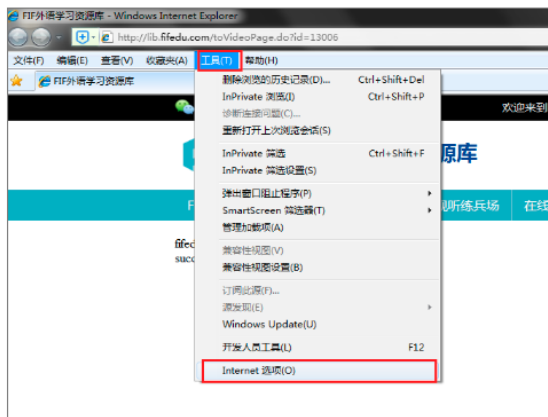 FIF外语学习资源库 - Windows Internet Explorer
http://lib.fifedu.com/toVideoPage.do?id=13006
文件(F) 编辑(E) 查看(V) 收藏夹(A) 工具(T) 帮助(H)
FIF外语学习资源库
删除浏览的历史记录(D)... Ctrl+Shift+Del
InPrivate 浏览(I) Ctrl+Shift+P
诊断连接问题(C)...
重新打开上次浏览会话(S)
欢迎来到
InPrivate 筛选 Ctrl+Shift+F
InPrivate 筛选设置(S)
源库
弹出窗口阻止程序(P)
SmartScreen 筛选器(T)
管理加载项(A)
F
视听练兵场 在线
fifed
succ
兼容性视图(V)
兼容性视图设置(B)
订阅此源(F)...
源发现(E)
Windows Update(U)
开发人员工具(L) F12
Internet 选项(O)